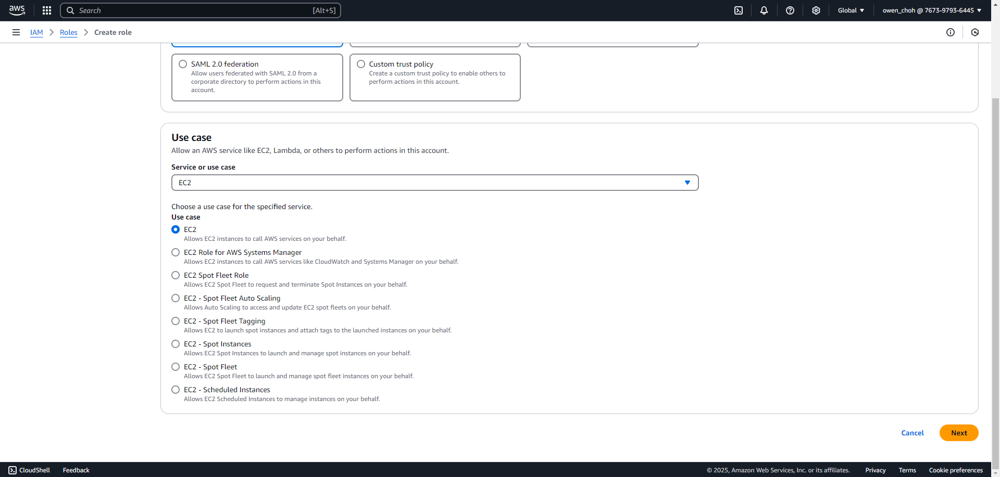 aws
Search [Alt+S]
Global
owen_choh @ 7673-9793-6445
IAM
Roles
Create role
SAML 2.0 federation
Allow users federated with SAML 2.0 from a
corporate directory to perform actions in this
account.
Custom trust policy
Create a custom trust policy to enable others to
perform actions in this account.
Use case
Allow an AWS service like EC2, Lambda, or others to perform actions in this account.
Service or use case
EC2
Choose a use case for the specified service.
Use case
EC2
Allows EC2 instances to call AWS services on your behalf.
EC2 Role for AWS Systems Manager
Allows EC2 instances to call AWS services like CloudWatch and Systems Manager on your behalf.
EC2 Spot Fleet Role
Allows EC2 Spot Fleet to request and terminate Spot Instances on your behalf.
EC2 - Spot Fleet Auto Scaling
Allows Auto Scaling to access and update EC2 spot fleets on your behalf.
EC2 - Spot Fleet Tagging
Allows EC2 to launch spot instances and attach tags to the launched instances on your behalf.
EC2 - Spot Instances
Allows EC2 Spot Instances to launch and manage spot instances on your behalf.
EC2 - Spot Fleet
Allows EC2 Spot Fleet to launch and manage spot fleet instances on your behalf.
EC2 - Scheduled Instances
Allows EC2 Scheduled Instances to manage instances on your behalf.
Cancel
Next
CloudShell
Feedback
© 2025, Amazon Web Services, Inc. or its affiliates.
Privacy
Terms
Cookie preferences